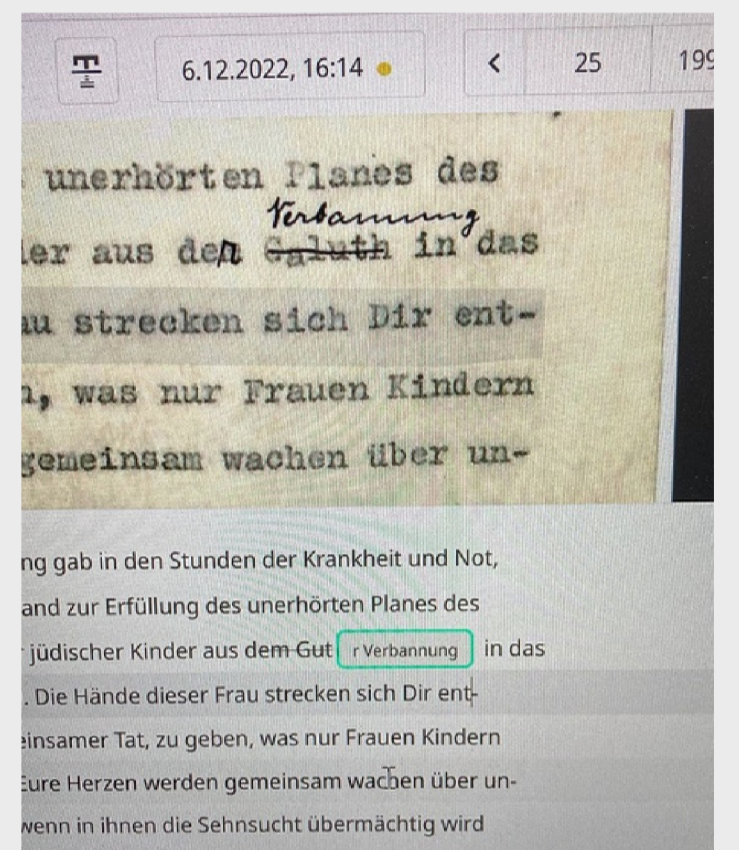 6.12.2022, 16:14
25
199
unerhörten Planes des
Verbannung
er aus den Galuth in das
u strecken sich Dir ent-
, was nur Frauen Kindern
gemeinsam wachen über un-
ng gab in den Stunden der Krankheit und Not,
and zur Erfüllung des unerhörten Planes des
jüdischer Kinder aus dem Gut r Verbannung in das
. Die Hände dieser Frau strecken sich Dir ent-
einsamer Tat, zu geben, was nur Frauen Kindern
Eure Herzen werden gemeinsam wachen über un-
wenn in ihnen die Sehnsucht übermächtig wird